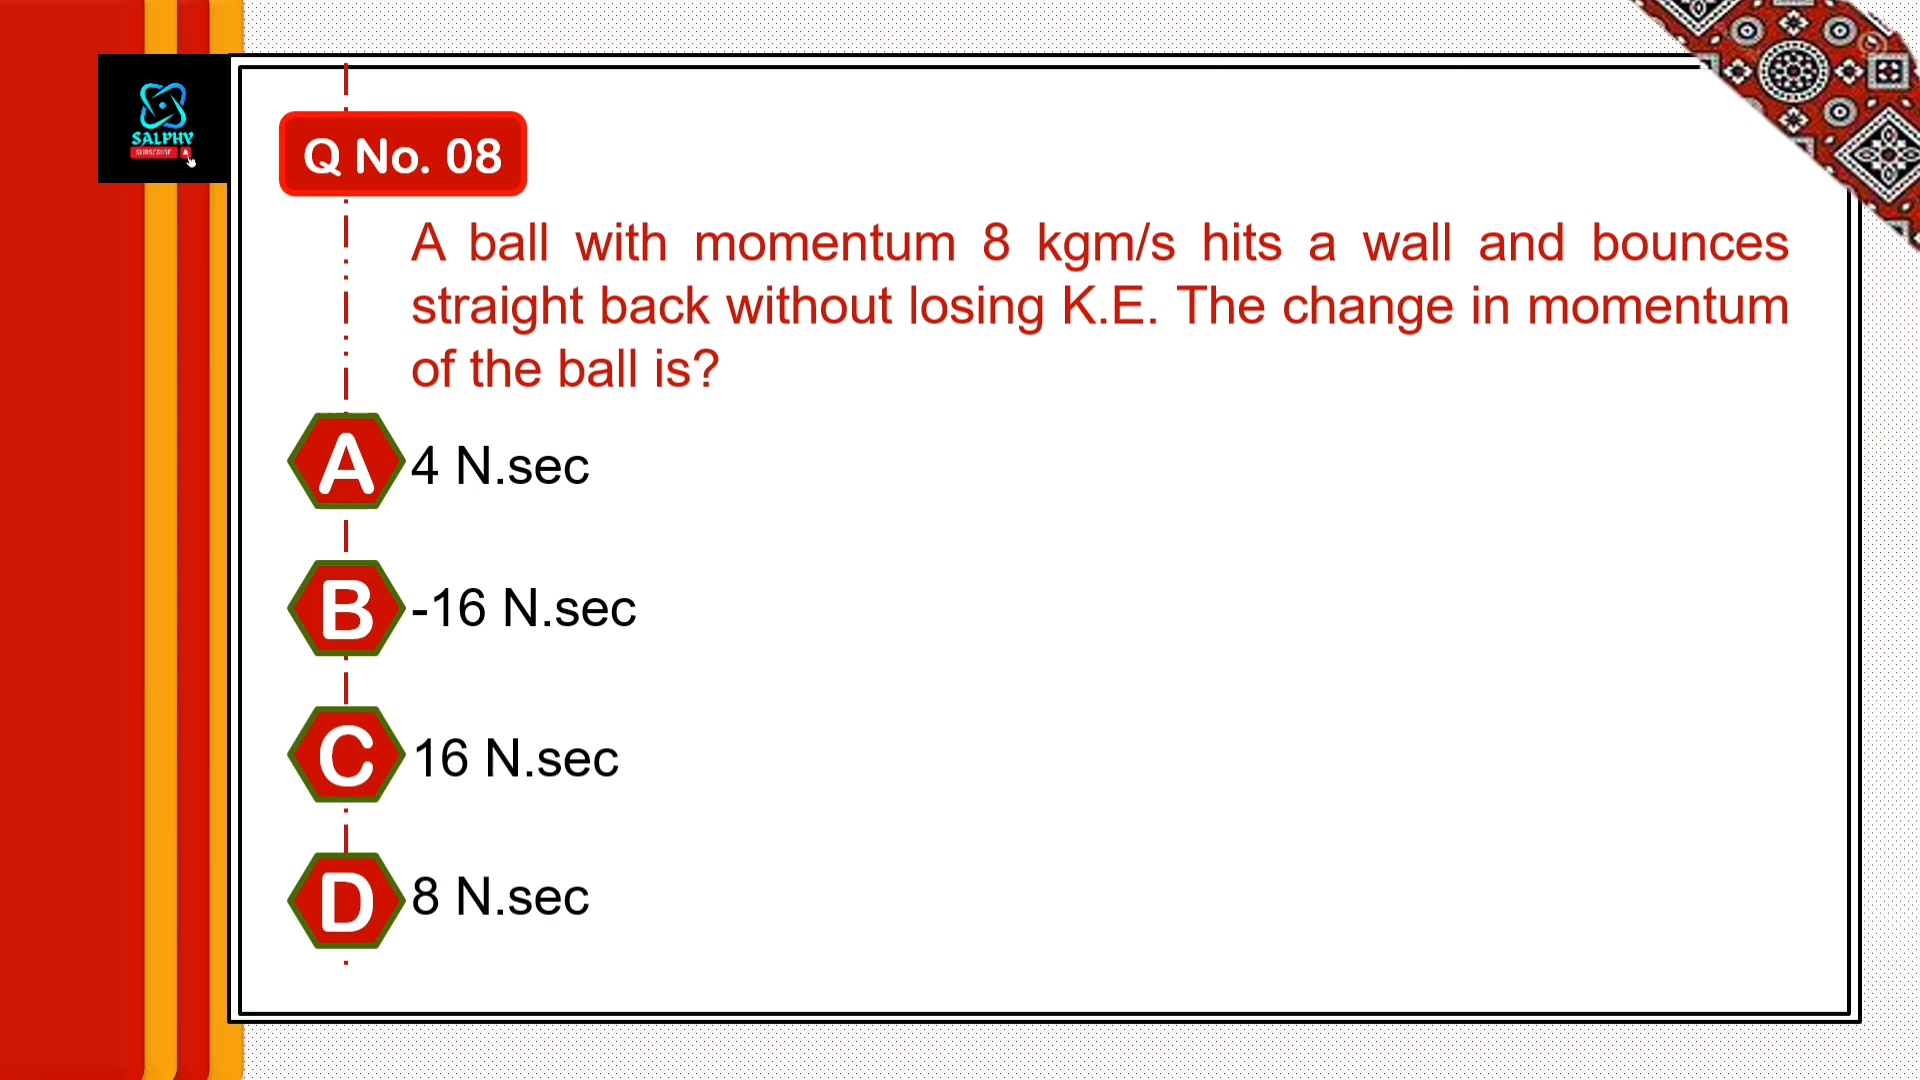 SALPHY
SUBSCRIBE
Q No. 08
A ball with momentum 8 kgm/s hits a wall and bounces
straight back without losing K.E. The change in momentum
of the ball is?
A 4 N.sec
B -16 N.sec
C 16 N.sec
D 8 N.sec